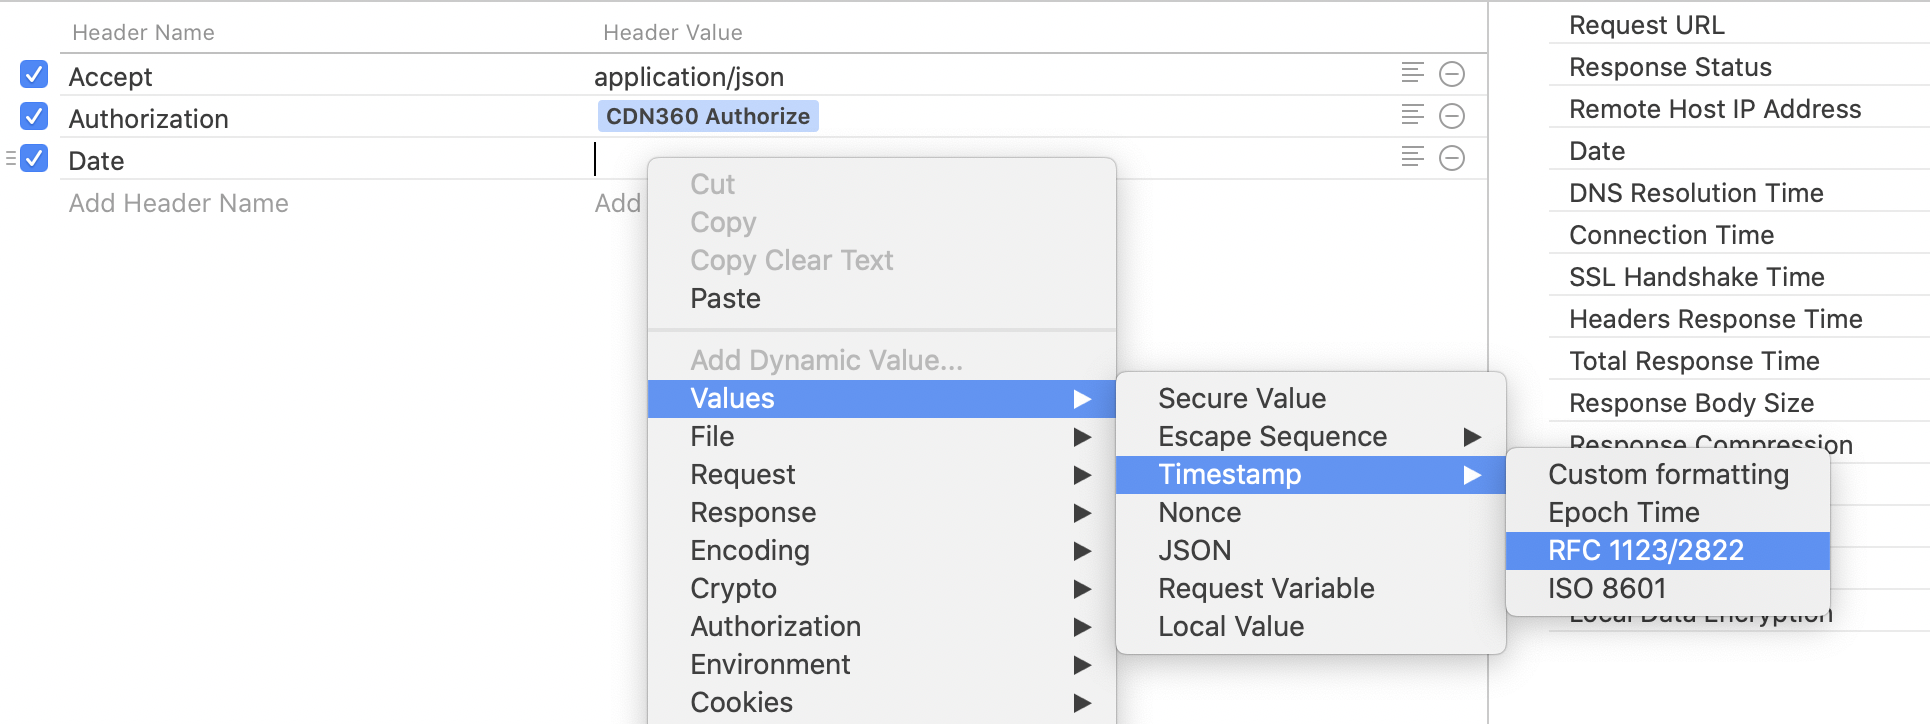 Header Name Header Value
Accept application/json
Authorization CDN360 Authorize
Date
Add Header Name Add
Cut
Copy
Copy Clear Text
Paste
Add Dynamic Value...
Values
File
Request
Response
Encoding
Crypto
Authorization
Environment
Cookies
Secure Value
Escape Sequence
Timestamp
Nonce
JSON
Request Variable
Local Value
Custom formatting
Epoch Time
RFC 1123/2822
ISO 8601
Request URL
Response Status
Remote Host IP Address
Date
DNS Resolution Time
Connection Time
SSL Handshake Time
Headers Response Time
Total Response Time
Response Body Size
Response Compression
Local Data Encryption